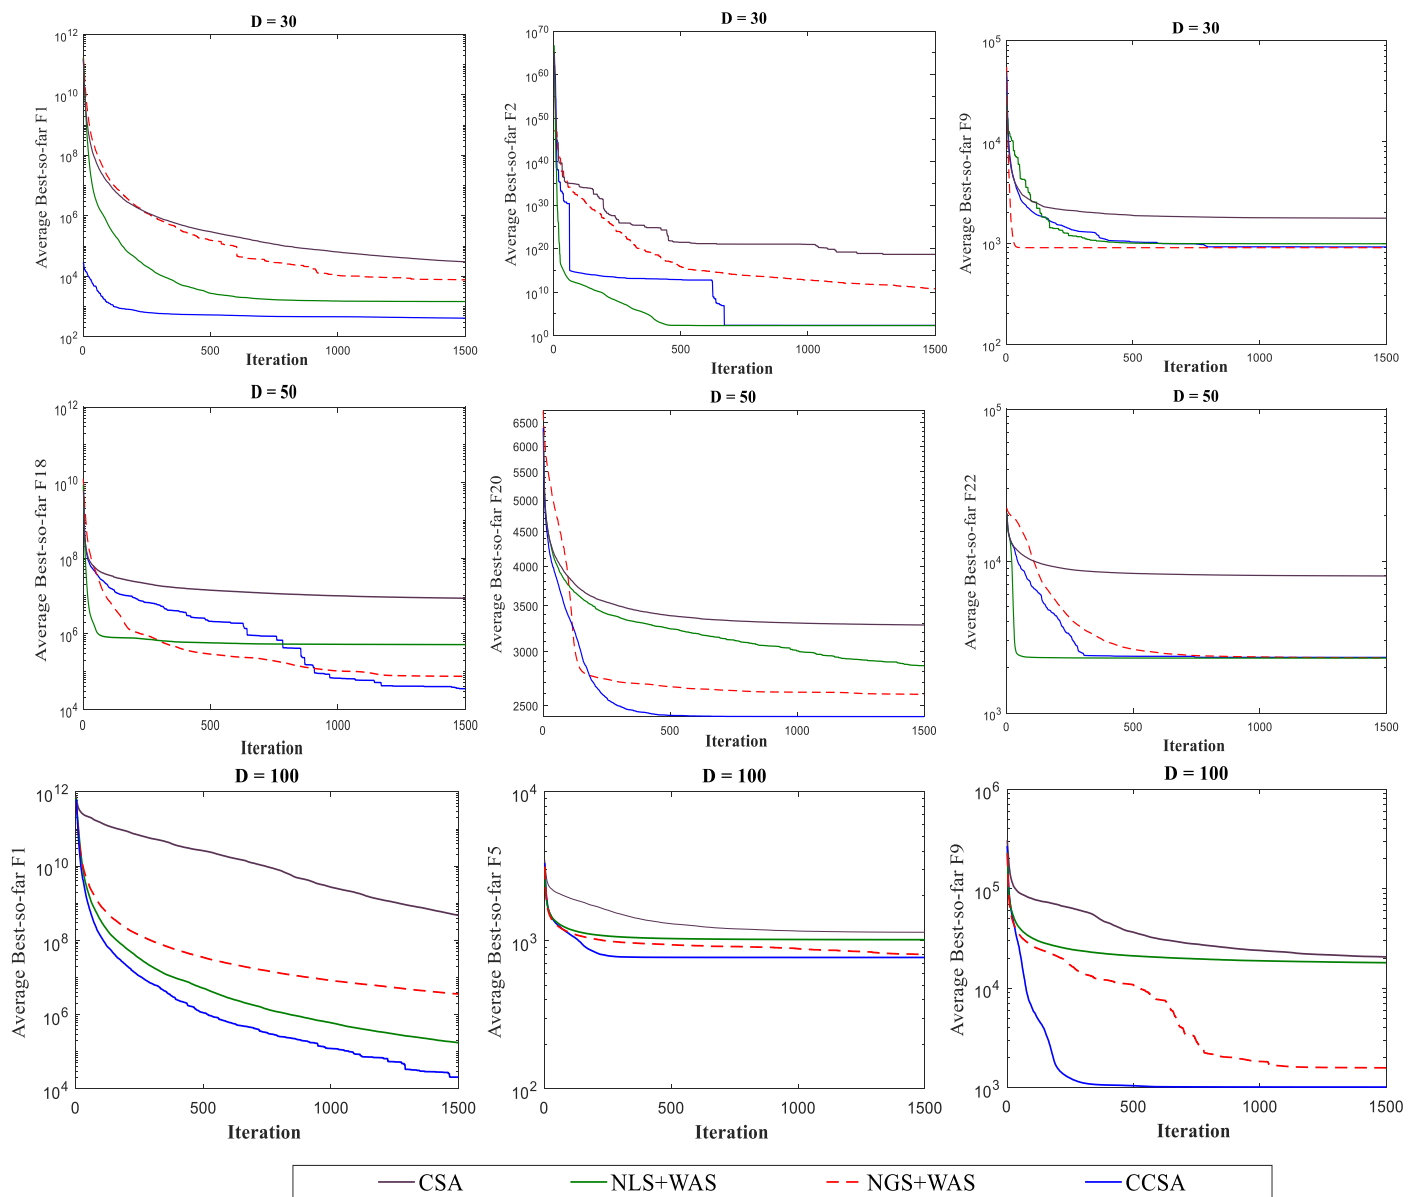 D = 30
D = 30
D = 30
Average Best-so-far F1
10^12
10^10
10^8
10^6
10^4
10^2
0 500 1000 1500
Iteration
Average Best-so-far F2
10^70
10^60
10^50
10^40
10^30
10^20
10^10
10^0
0 500 1000 1500
Iteration
Average Best-so-far F9
10^5
10^4
10^3
10^2
0 500 1000 1500
Iteration
D = 50
D = 50
D = 50
Average Best-so-far F18
10^12
10^10
10^8
10^6
10^4
0 500 1000 1500
Iteration
Average Best-so-far F20
6500
6000
5500
5000
4500
4000
3500
3000
2500
0 500 1000 1500
Iteration
Average Best-so-far F22
10^5
10^4
10^3
0 500 1000 1500
Iteration
D = 100
D = 100
D = 100
Average Best-so-far F1
10^12
10^10
10^8
10^6
10^4
0 500 1000 1500
Iteration
Average Best-so-far F5
10^4
10^3
10^2
0 500 1000 1500
Iteration
Average Best-so-far F9
10^6
10^5
10^4
10^3
0 500 1000 1500
Iteration
CSA NLS+WAS NGS+WAS CCSA